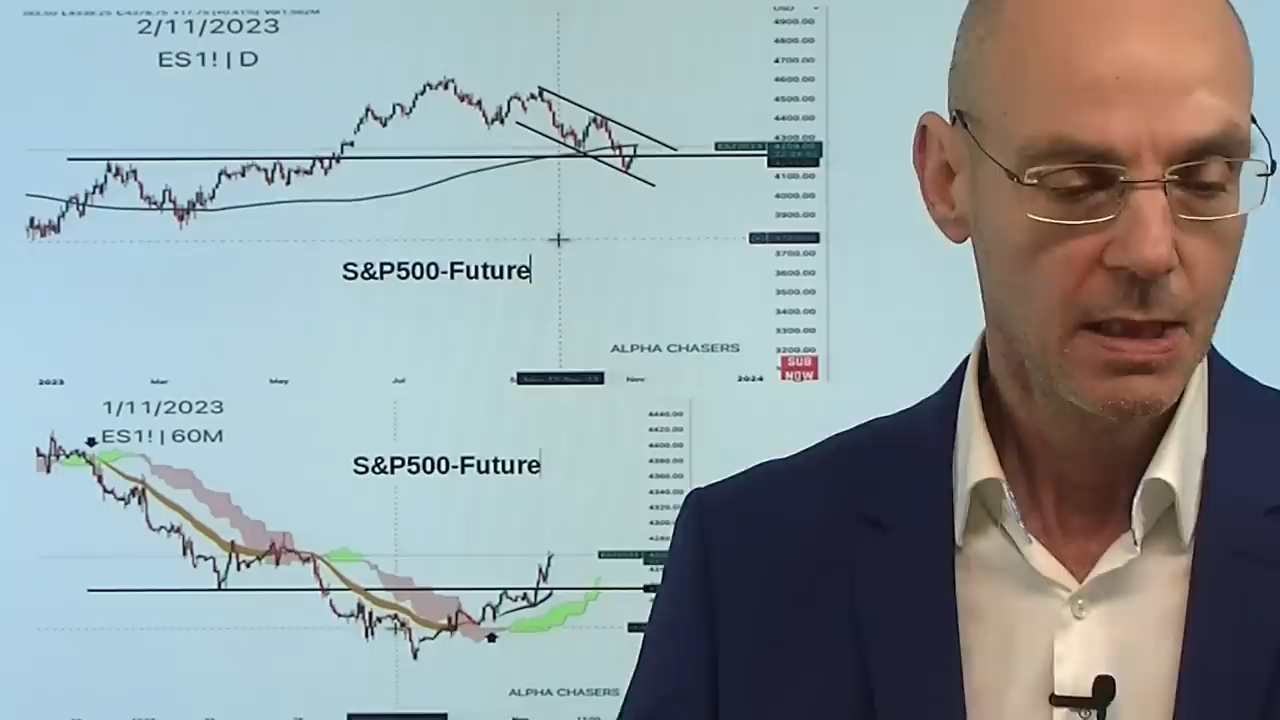 USD
2/11/2023
ES1! | D
4900.00
4800.00
4700.00
4600.00
4500.00
4400.00
4300.00
4100.00
4000.00
3900.00
3700.00
3600.00
3500.00
3400.00
3300.00
3200.00
S&P500-Future
ALPHA CHASERS
SUB
NOW
2023
Mar
May
Jul
Nov
2024
1/11/2023
ES1! | 60M
S&P500-Future
4440.00
4420.00
4400.00
4380.00
4360.00
4340.00
4320.00
4300.00
4280.00
ALPHA CHASERS